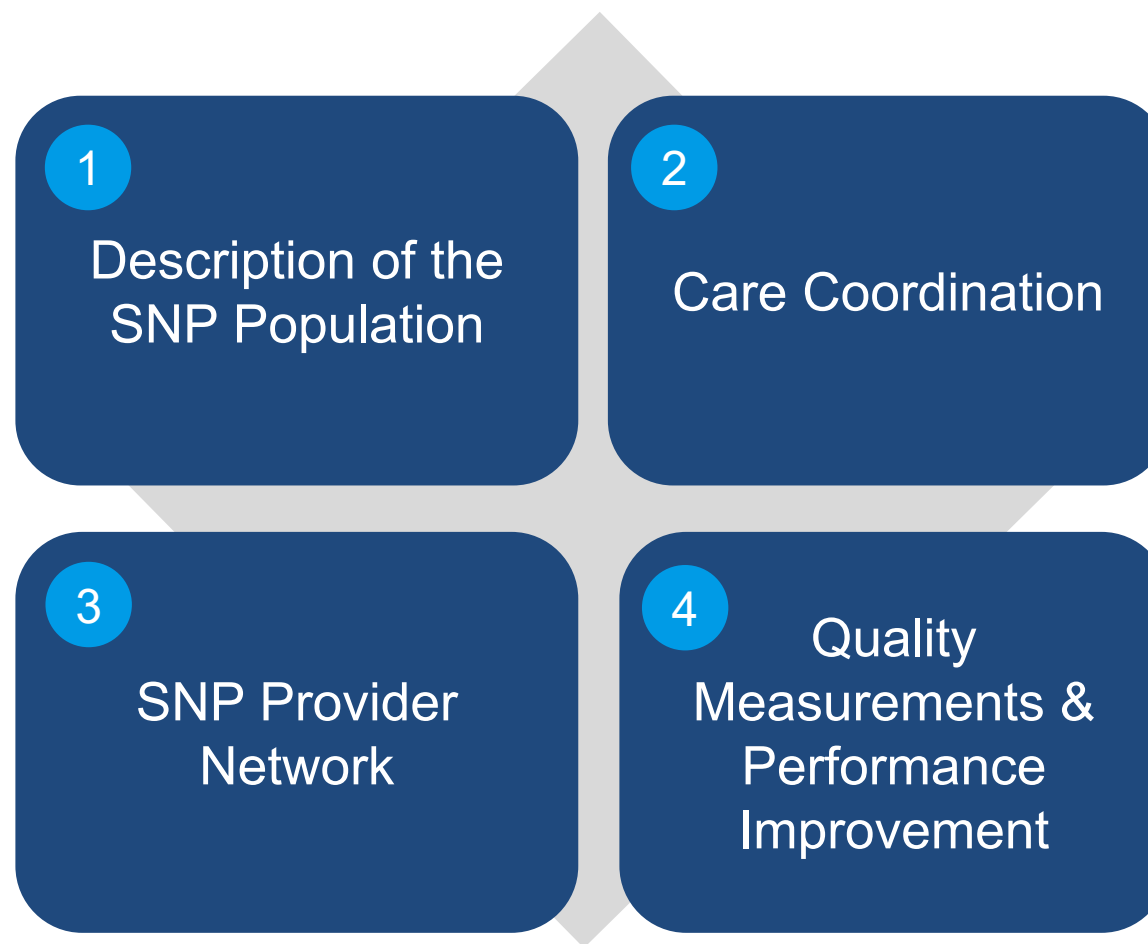 1
Description of the
SNP Population
2
Care Coordination
3
SNP Provider
Network
4
Quality
Measurements &
Performance
Improvement